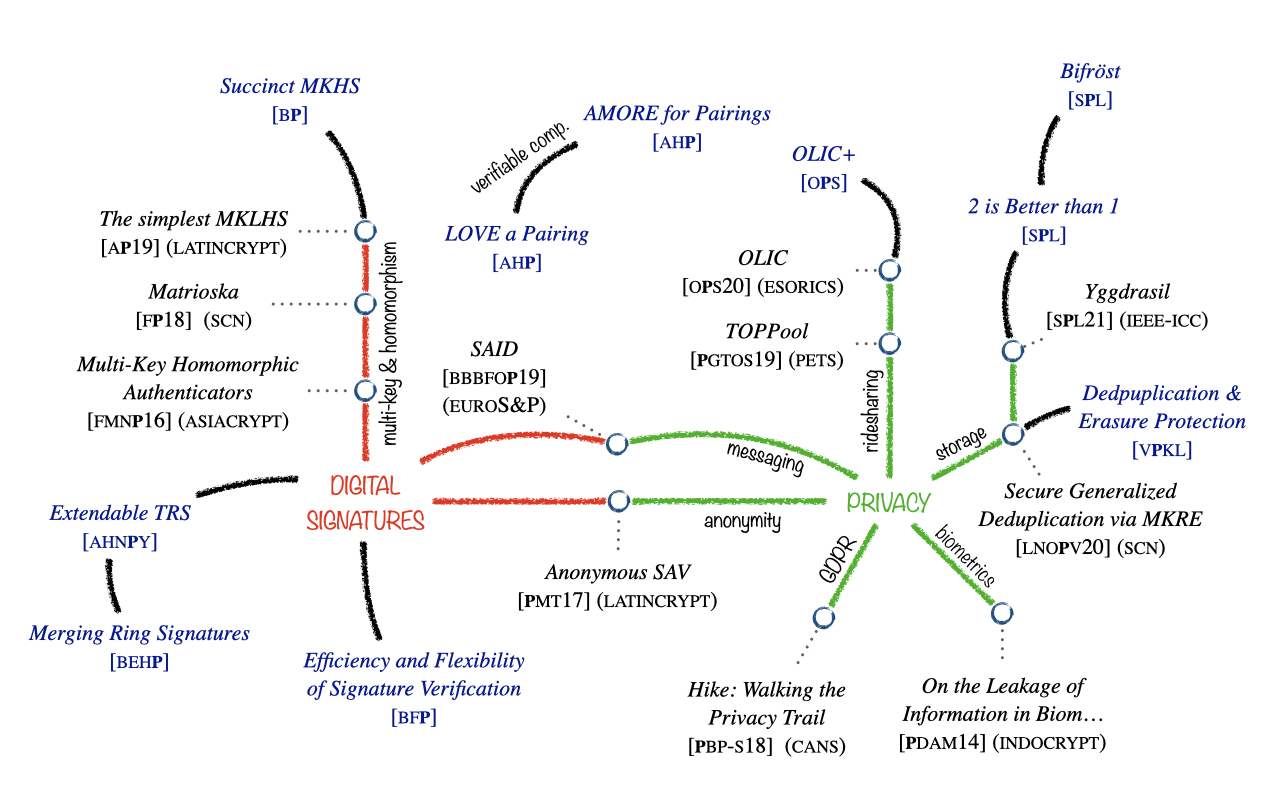 Succinct MKHS
[BP]
The simplest MKLHS
[AP19] (LATINCRYPT)
Matrioska
[FP18] (SCN)
Multi-Key Homomorphic
Authenticators
[FMNP16] (ASIACRYPT)
multi-key & homomorphism
verifiable comp.
AMORE for Pairings
[AHP]
LOVE a Pairing
[AHP]
SAID
[BBBFOP19]
(EUROS&P)
OLIC+
[OPS]
OLIC
[OPS20] (ESORICS)
TOPPool
[PGTOS19] (PETS)
ridesharing
Bifröst
[SPL]
2 is Better than 1
[SPL]
Yggdrasil
[SPL21] (IEEE-ICC)
Dedpuplication &
Erasure Protection
[VPKL]
storage
Secure Generalized
Deduplication via MKRE
[LNOPV20] (SCN)
messaging
DIGITAL
SIGNATURES
PRIVACY
anonymity
Anonymous SAV
[PMT17] (LATINCRYPT)
Extendable TRS
[AHNPY]
Merging Ring Signatures
[BEHP]
Efficiency and Flexibility
of Signature Verification
[BFP]
GDPR
biometrics
Hike: Walking the
Privacy Trail
[PBP-S18] (CANS)
On the Leakage of
Information in Biom…
[PDAM14] (INDOCRYPT)